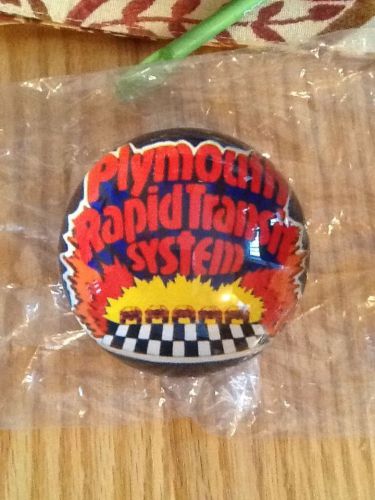 Plymouth
Rapid Transit
system